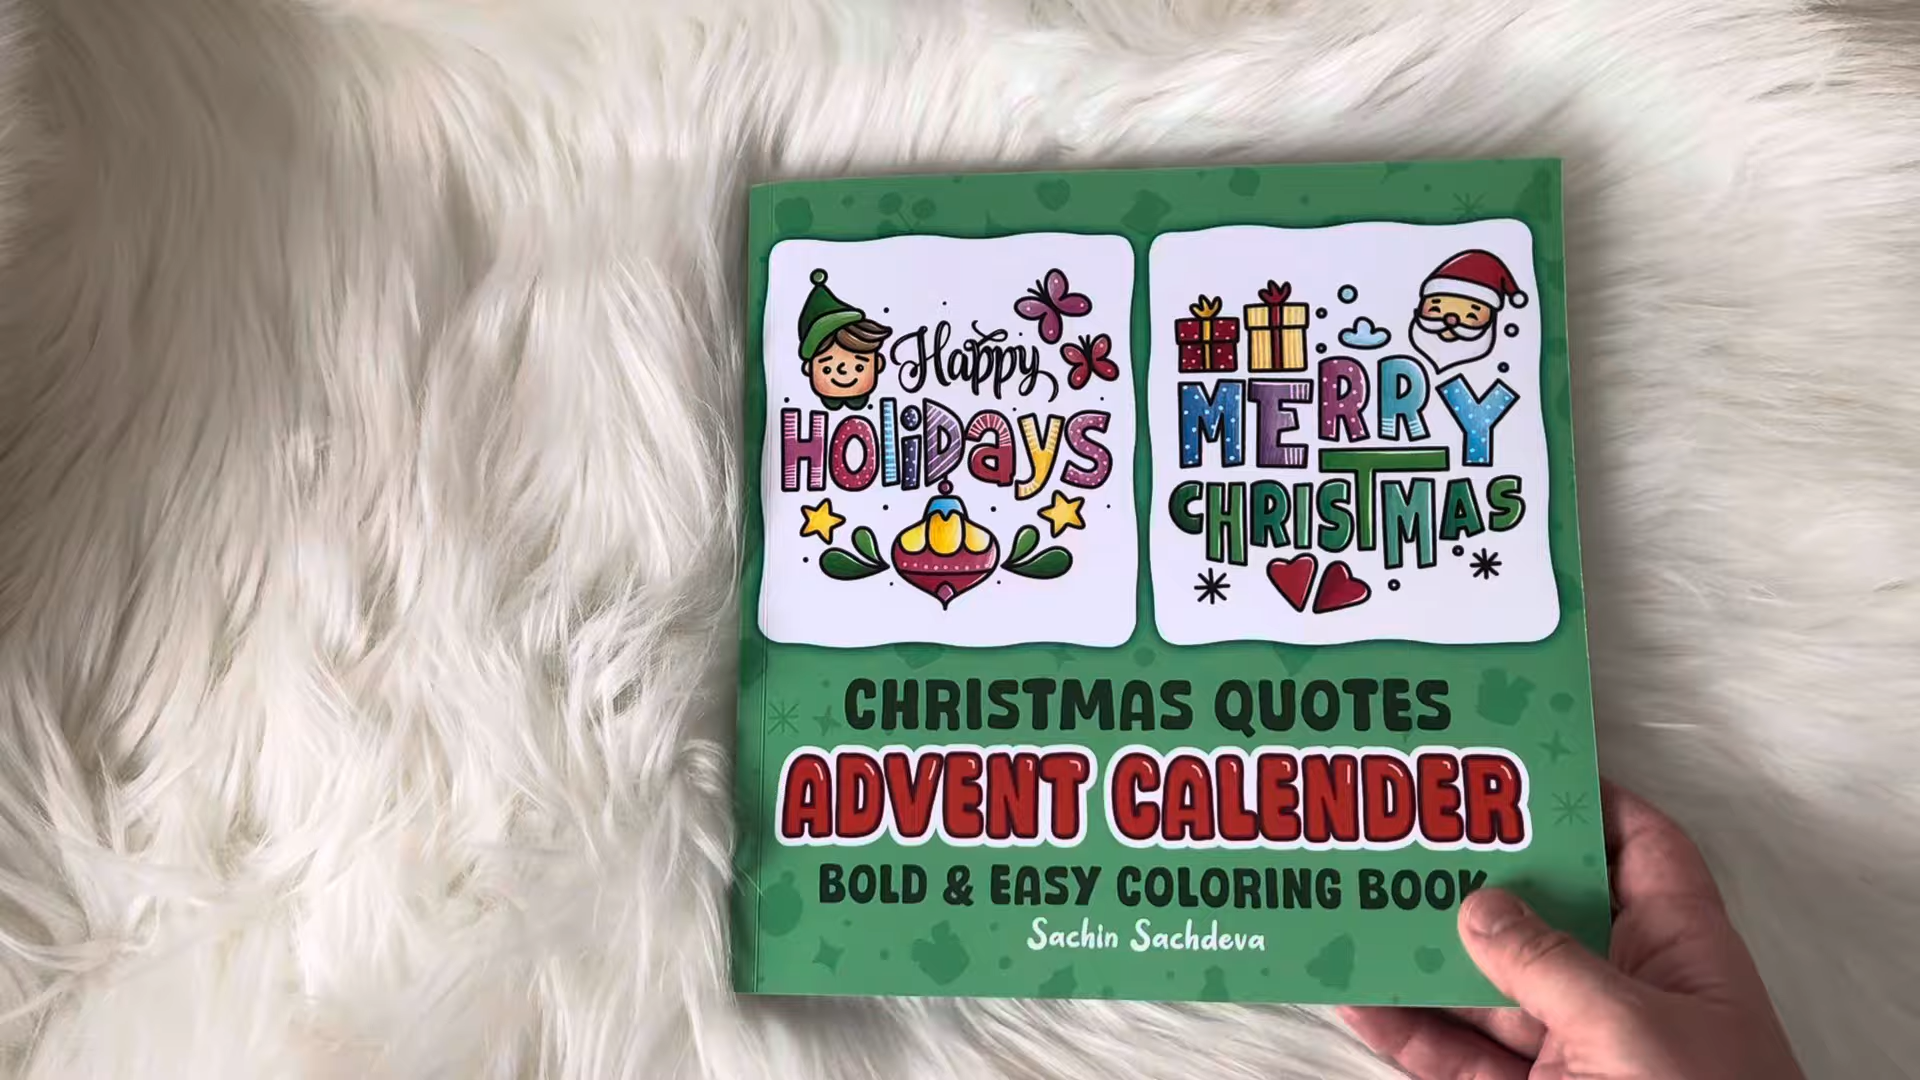 Happy
HOLiDays
MERRY
CHRISTMAS
CHRISTMAS QUOTES
ADVENT CALENDER
BOLD & EASY COLORING BOOK
Sachin Sachdeva